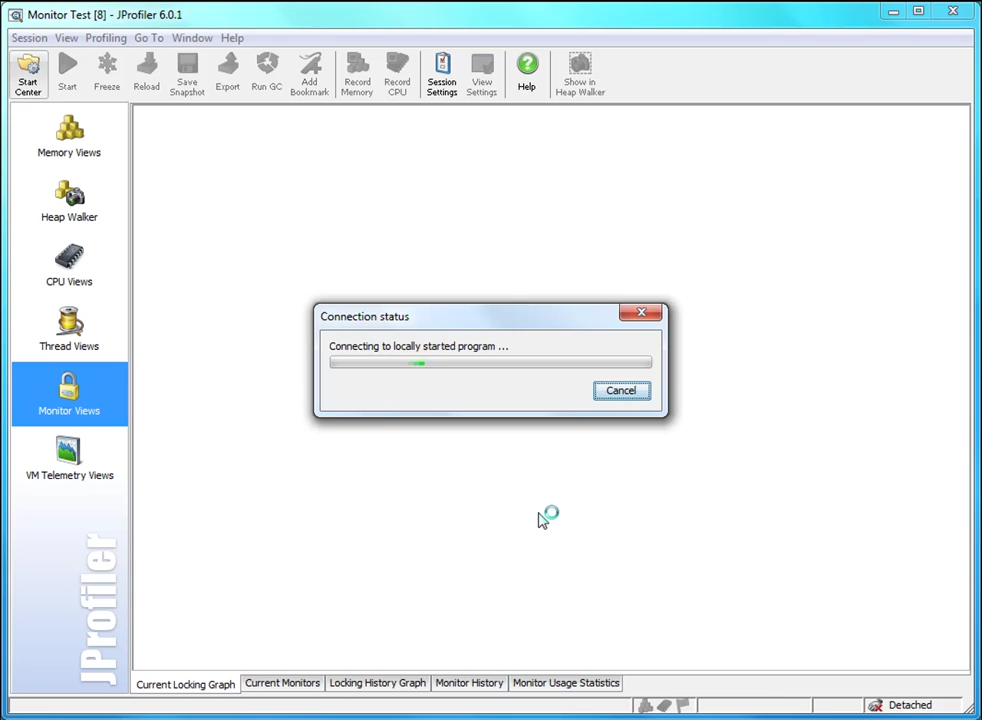 Monitor Test [8] - JProfiler 6.0.1
Session View Profiling Go To Window Help
Start Center
Start
Freeze
Reload
Save Snapshot
Export
Run GC
Add Bookmark
Record Memory
Record CPU
Session Settings
View Settings
Help
Show in Heap Walker
Memory Views
Heap Walker
CPU Views
Thread Views
Monitor Views
VM Telemetry Views
JProfiler
Connection status
Connecting to locally started program ...
Cancel
Current Locking Graph Current Monitors Locking History Graph Monitor History Monitor Usage Statistics
Detached